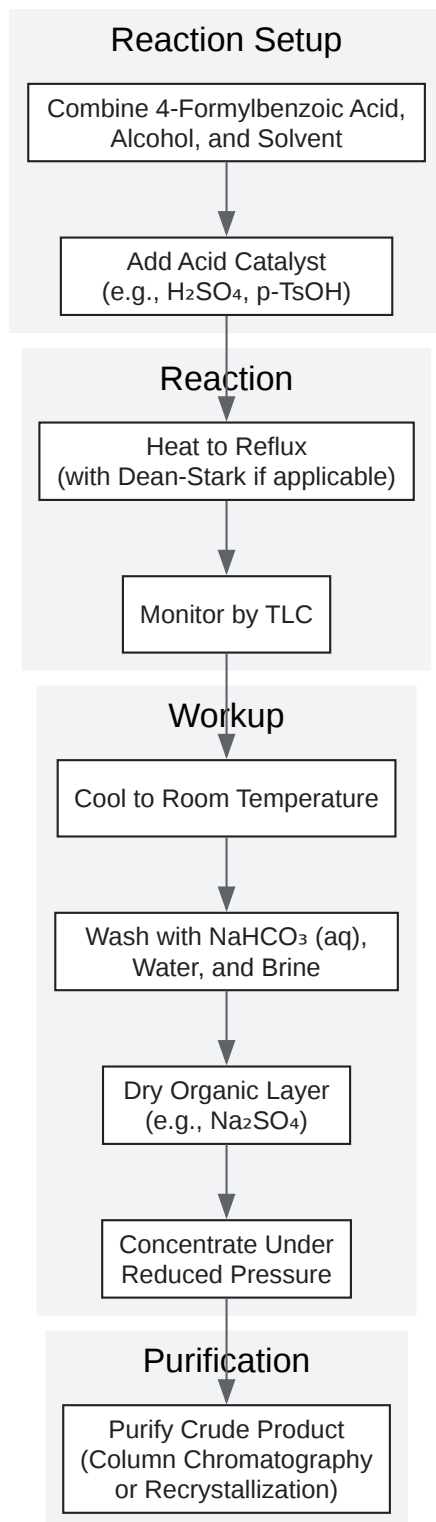 Reaction Setup
Combine 4-Formylbenzoic Acid,
Alcohol, and Solvent
Add Acid Catalyst
(e.g., H₂SO₄, p-TsOH)
Reaction
Heat to Reflux
(with Dean-Stark if applicable)
Monitor by TLC
Workup
Cool to Room Temperature
Wash with NaHCO₃ (aq),
Water, and Brine
Dry Organic Layer
(e.g., Na₂SO₄)
Concentrate Under
Reduced Pressure
Purification
Purify Crude Product
(Column Chromatography
or Recrystallization)